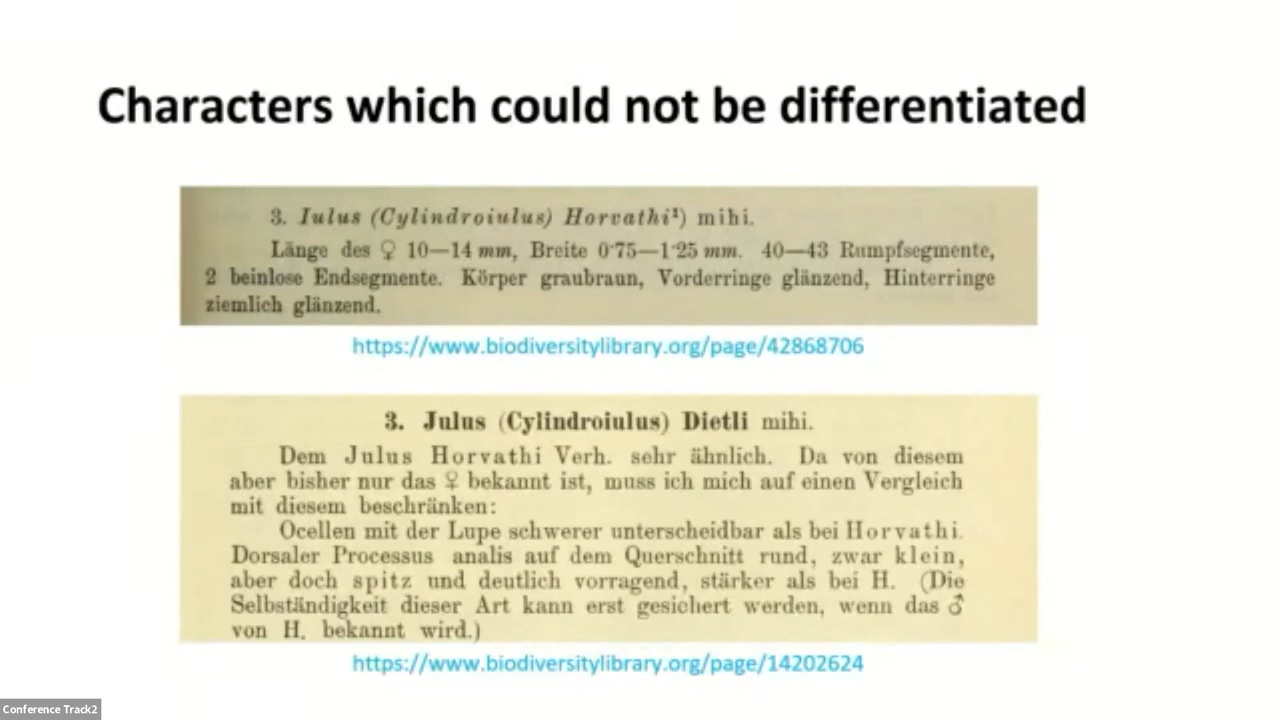 Characters which could not be differentiated
3. Iulus (Cylindroiulus) Horvathi¹) mihi.
Länge des ♀ 10—14 mm, Breite 0·75—1·25 mm. 40—43 Rumpfsegmente,
2 beinlose Endsegmente. Körper graubraun, Vorderringe glänzend, Hinterringe
ziemlich glänzend.
https://www.biodiversitylibrary.org/page/42868706
3. Julus (Cylindroiulus) Dietli mihi.
Dem Julus Horvathi Verh. sehr ähnlich. Da von diesem
aber bisher nur das ♀ bekannt ist, muss ich mich auf einen Vergleich
mit diesem beschränken:
Ocellen mit der Lupe schwerer unterscheidbar als bei Horvathi.
Dorsaler Processus analis auf dem Querschnitt rund, zwar klein,
aber doch spitz und deutlich vorragend, stärker als bei H. (Die
Selbständigkeit dieser Art kann erst gesichert werden, wenn das ♂
von H. bekannt wird.)
https://www.biodiversitylibrary.org/page/14202624
Conference Track2